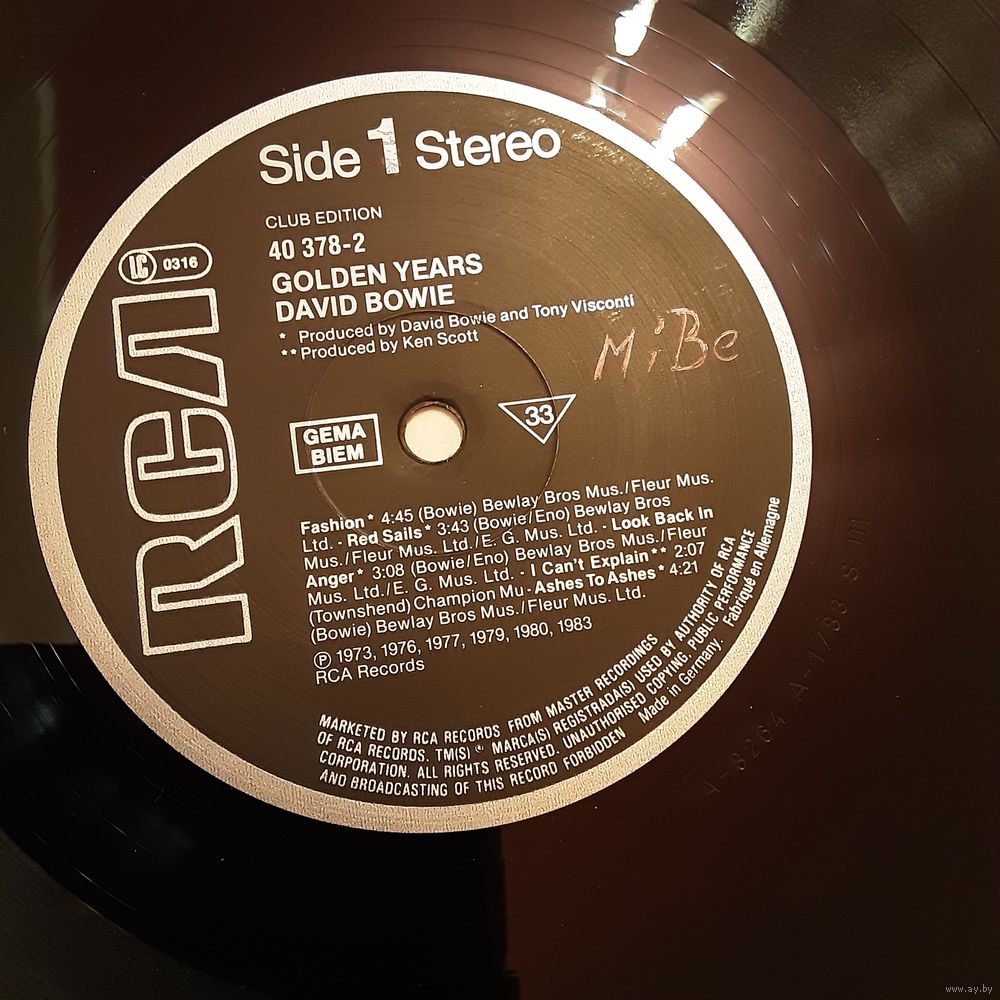 Side 1 Stereo
CLUB EDITION
40 378-2
GOLDEN YEARS
DAVID BOWIE
* Produced by David Bowie and Tony Visconti
** Produced by Ken Scott
LC 0316
RCA
MiBe
GEMA
BIEM
33
Fashion* 4:45 (Bowie) Bewlay Bros Mus./Fleur Mus.
Ltd. - Red Sails* 3:43 (Bowie/Eno) Bewlay Bros
Mus./Fleur Mus. Ltd./E. G. Mus. Ltd. - Look Back In
Anger* 3:08 (Bowie/Eno) Bewlay Bros Mus./Fleur
Mus. Ltd./E. G. Mus. Ltd. - I Can't Explain** 2:07
(Townshend) Champion Mu - Ashes To Ashes* 4:21
(Bowie) Bewlay Bros Mus./Fleur Mus. Ltd.
Ⓟ 1973, 1976, 1977, 1979, 1980, 1983
RCA Records
MARKETED BY RCA RECORDS FROM MASTER RECORDINGS
OF RCA RECORDS. TM(S) ® MARCA(S) REGISTRADA(S) USED BY AUTHORITY OF RCA
CORPORATION. ALL RIGHTS RESERVED. UNAUTHORISED COPYING, PUBLIC PERFORMANCE
AND BROADCASTING OF THIS RECORD FORBIDDEN Made in Germany. Fabriqué en Allemagne
A-8264 A-1/83 S
www.ay.by